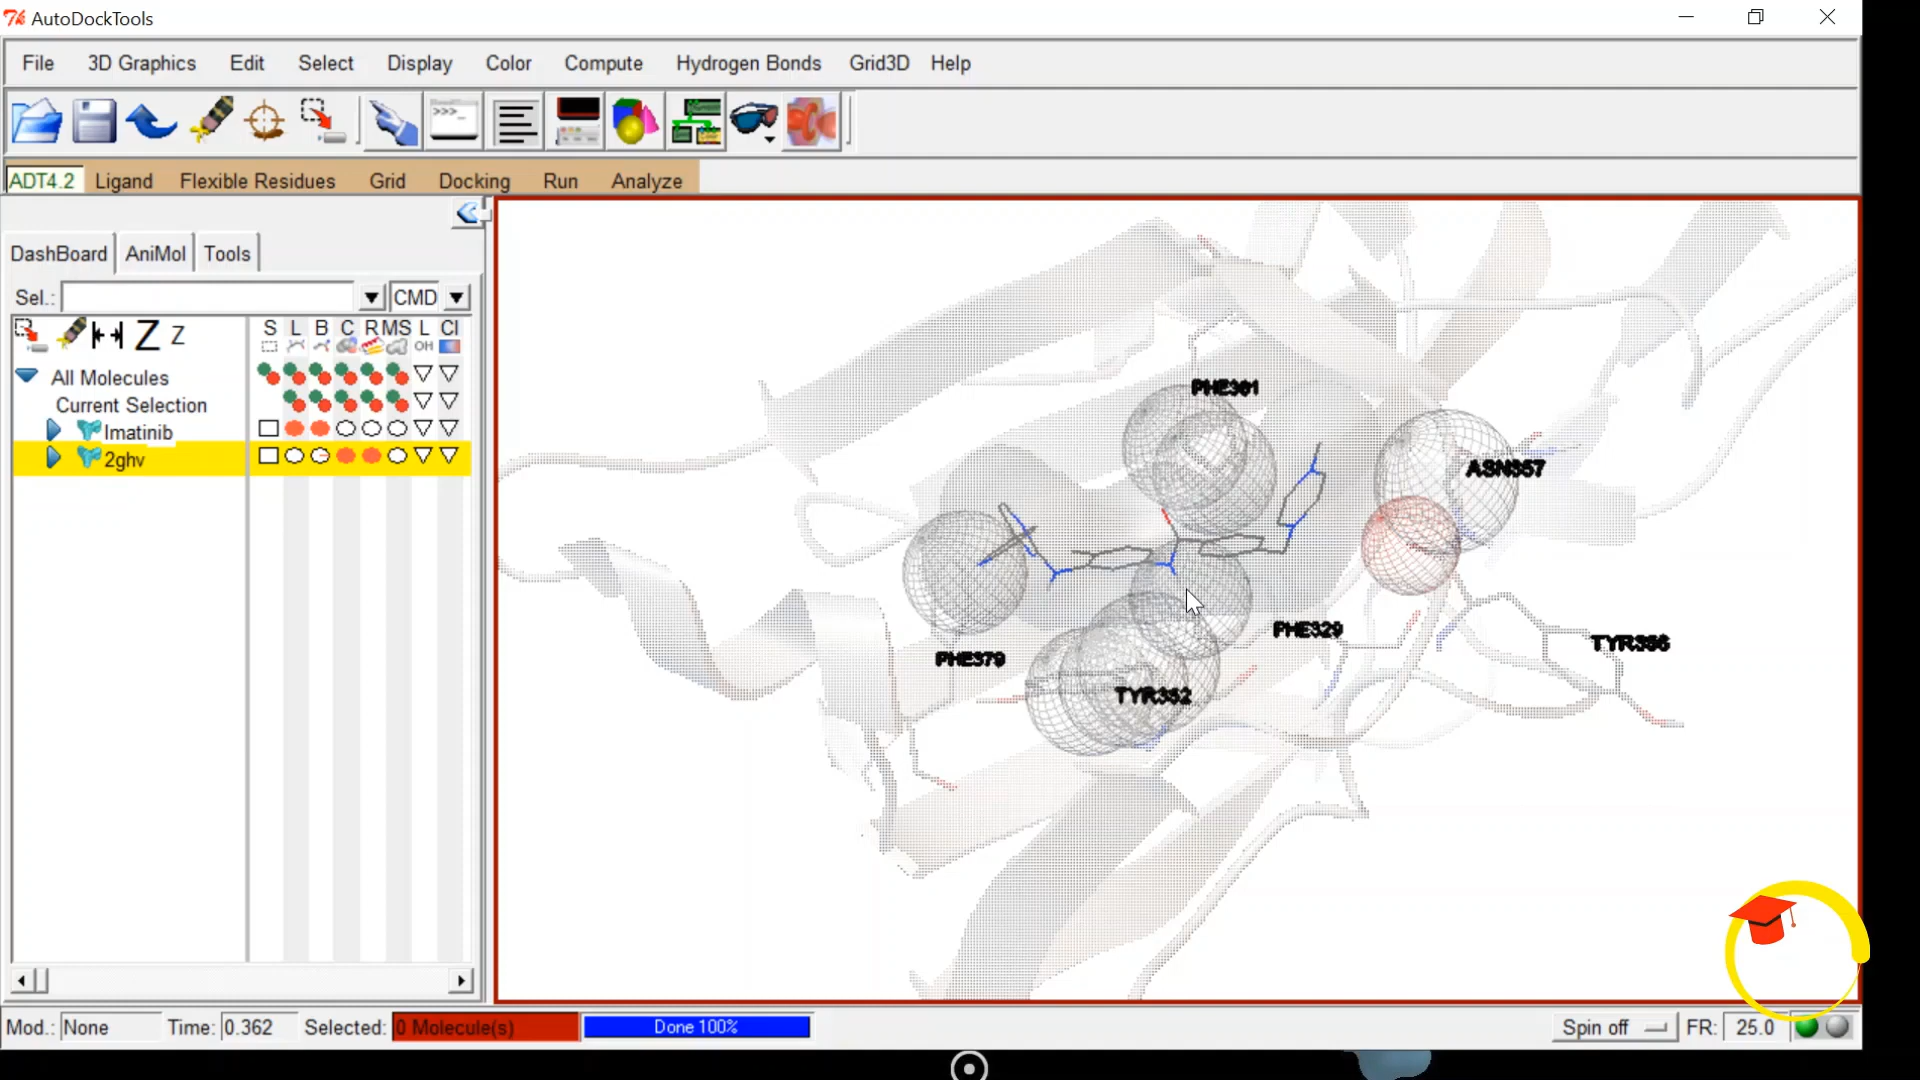 AutoDockTools
File 3D Graphics Edit Select Display Color Compute Hydrogen Bonds Grid3D Help
>>>
ADT4.2 Ligand Flexible Residues Grid Docking Run Analyze
DashBoard AniMol Tools
Sel.: CMD
Z Z
S L B C R MS L Cl
OH
All Molecules
Current Selection
Imatinib
2ghv
PHE361
ASN357
PHE329
TYR356
PHE379
TYR352
Mod.: None Time: 0.362 Selected: 0 Molecule(s) Done 100% Spin off FR: 25.0